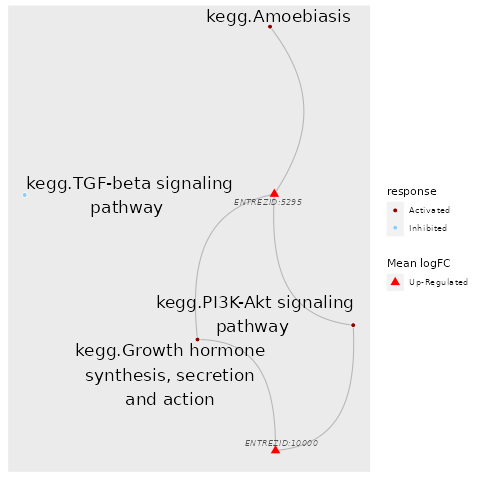 kegg.Amoebiasis
kegg.TGF-beta signaling
pathway
ENTREZID:5295
kegg.PI3K-Akt signaling
pathway
kegg.Growth hormone
synthesis, secretion
and action
ENTREZID:10000
response
Activated
Inhibited
Mean logFC
Up-Regulated